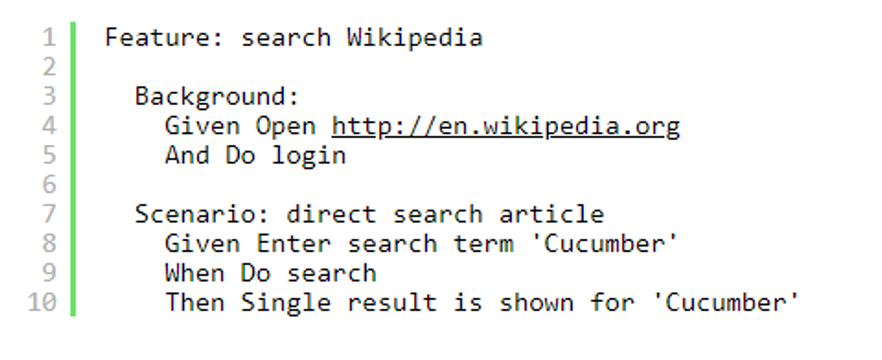 1 Feature: search Wikipedia
2
3 Background:
4 Given Open http://en.wikipedia.org
5 And Do login
6
7 Scenario: direct search article
8 Given Enter search term 'Cucumber'
9 When Do search
10 Then Single result is shown for 'Cucumber'